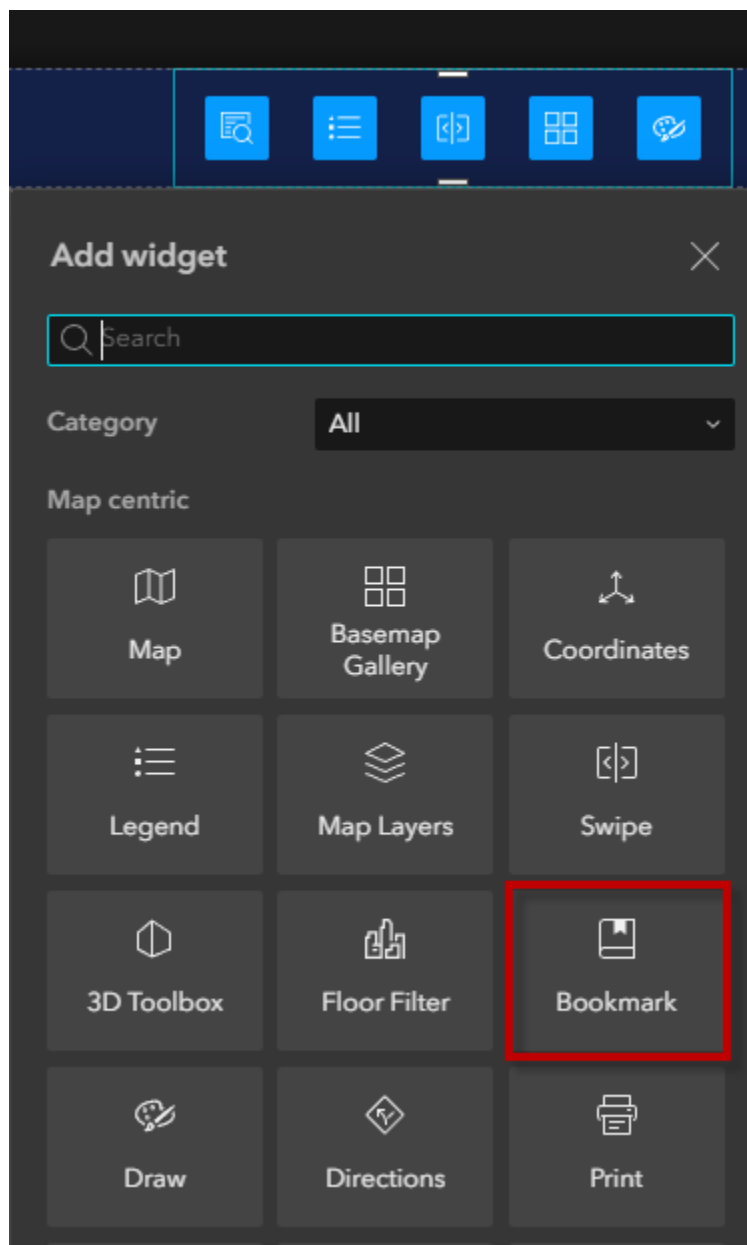 Add widget
Search
Category
All
Map centric
Map
Basemap
Gallery
Coordinates
Legend
Map Layers
Swipe
3D Toolbox
Floor Filter
Bookmark
Draw
Directions
Print